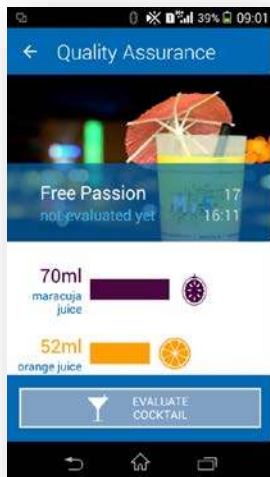 39% 09:01
Quality Assurance
Free Passion 17
not evaluated yet 16:11
70ml
maracuja
juice
52ml
orange juice
EVALUATE
COCKTAIL